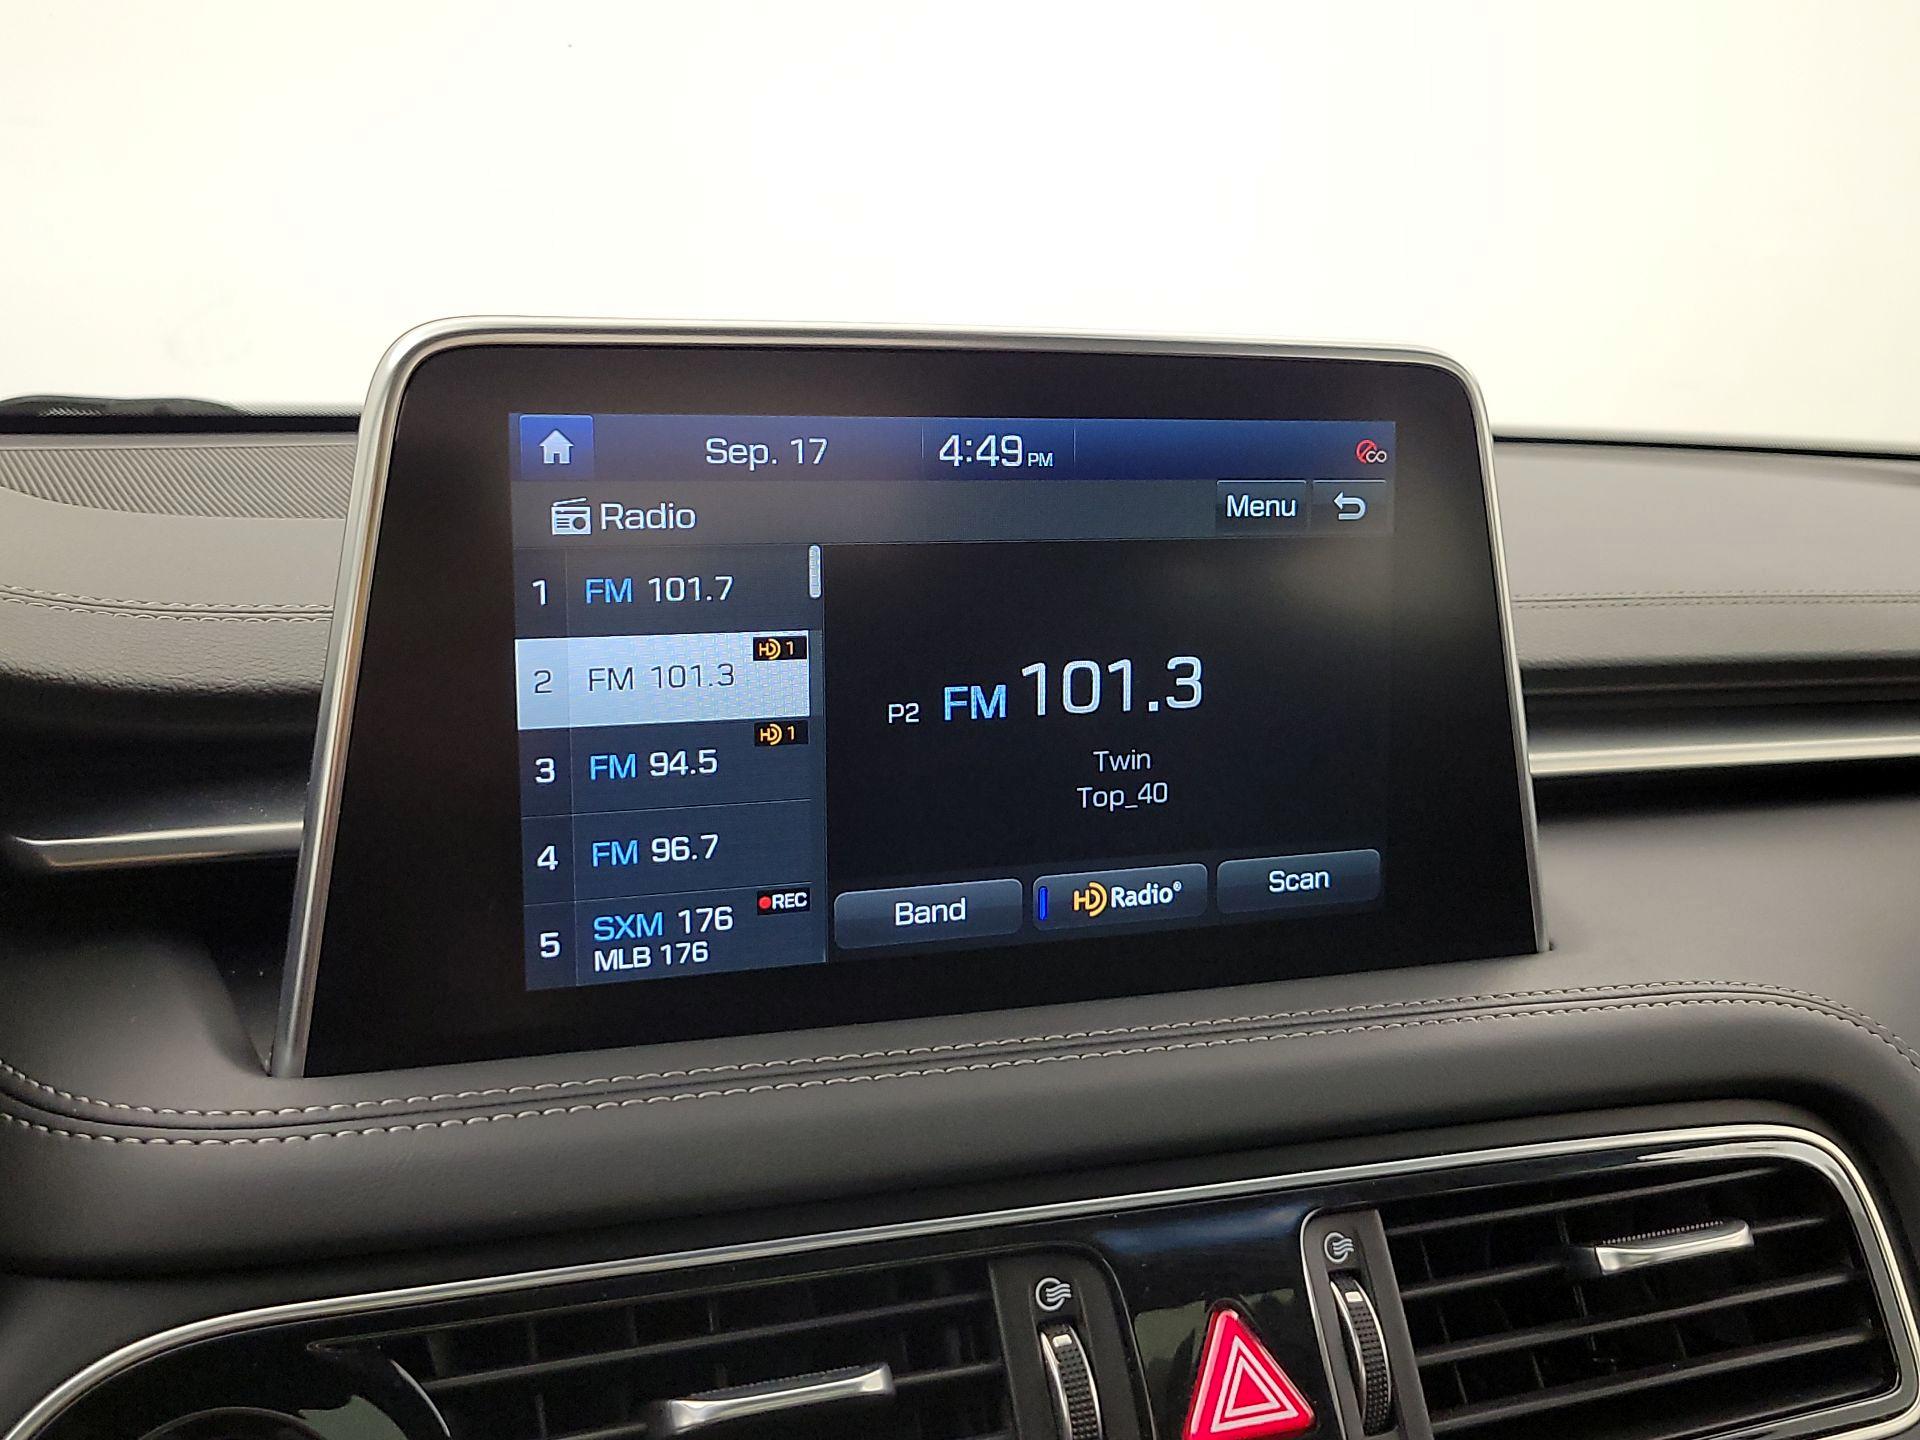 Sep. 17 4:49 PM
Radio Menu
1 FM 101.7
2 FM 101.3 HD 1
3 FM 94.5 HD 1
4 FM 96.7
5 SXM 176 REC
MLB 176
P2 FM 101.3
Twin
Top_40
Band HD Radio® Scan